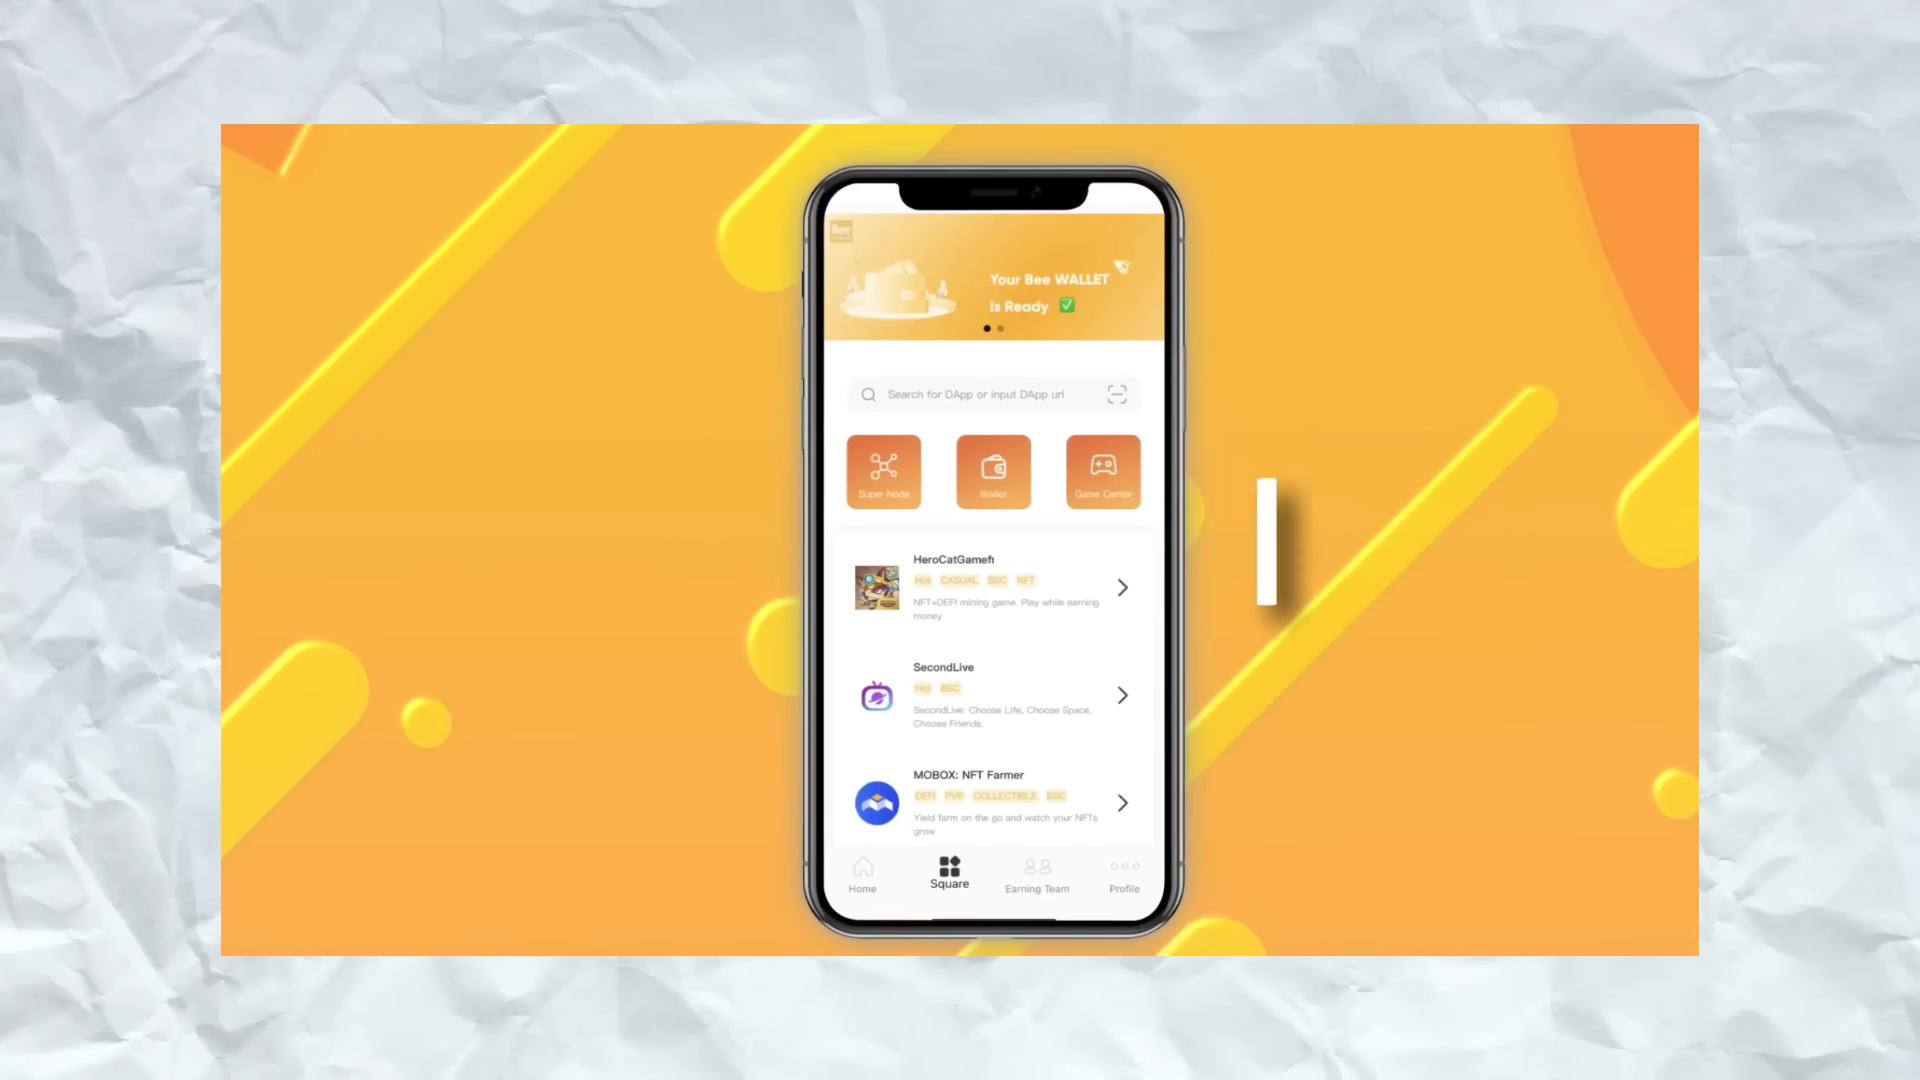 Bee
Your Bee WALLET
Is Ready
Search for DApp or input DApp url
Super Node
Wallet
Game Center
HeroCatGamefi
Hot CASUAL BSC NFT
NFT+DEFI mining game. Play while earning
money
SecondLive
Hot BSC
SecondLive: Choose Life, Choose Space,
Choose Friends.
MOBOX: NFT Farmer
DEFI PVP COLLECTIBLE BSC
Yield farm on the go and watch your NFTs
grow
Home
Square
Earning Team
Profile